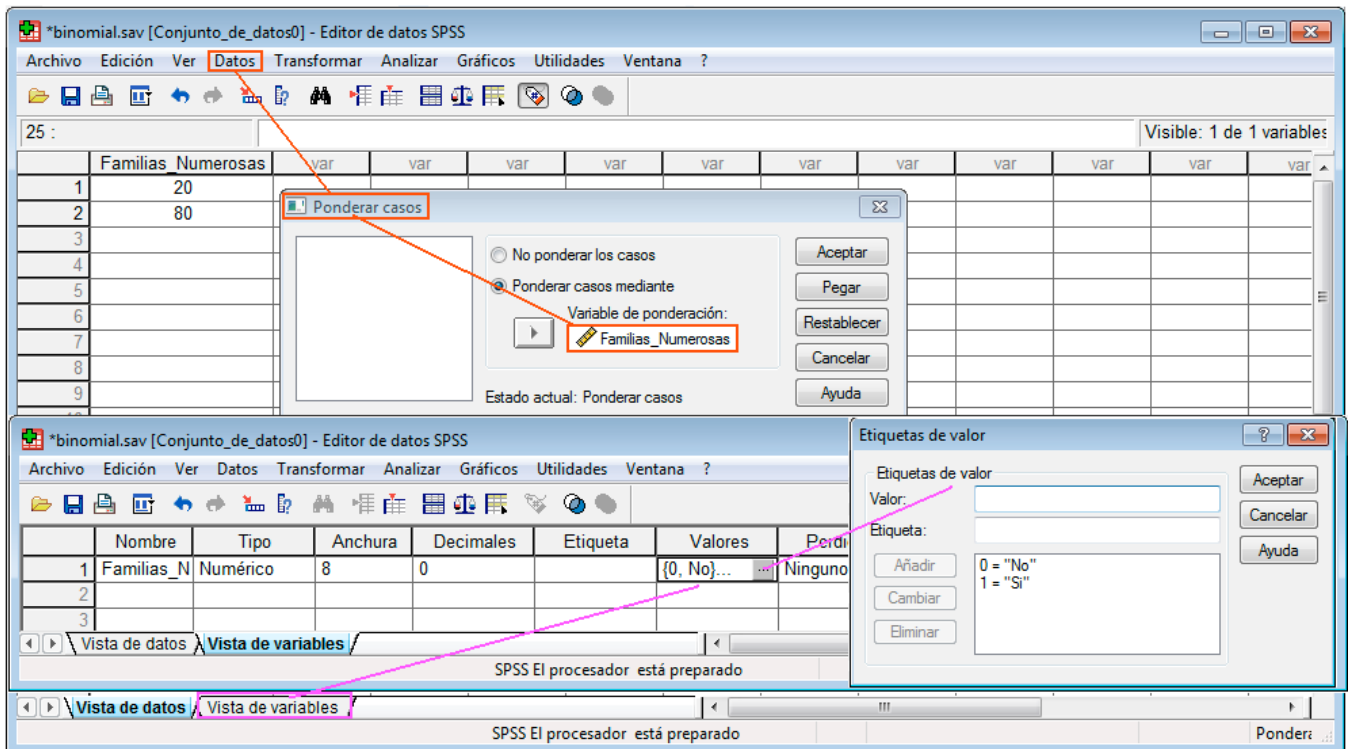 *binomial.sav [Conjunto_de_datos0] - Editor de datos SPSS
Archivo Edición Ver Datos Transformar Analizar Gráficos Utilidades Ventana ?
25 :
Visible: 1 de 1 variables
Familias_Numerosas var var var var var var var var var var var
1 20
2 80
3
4
5
6
7
8
9
Ponderar casos
No ponderar los casos
Ponderar casos mediante
Variable de ponderación:
Familias_Numerosas
Estado actual: Ponderar casos
Aceptar
Pegar
Restablecer
Cancelar
Ayuda
*binomial.sav [Conjunto_de_datos0] - Editor de datos SPSS
Archivo Edición Ver Datos Transformar Analizar Gráficos Utilidades Ventana ?
Nombre Tipo Anchura Decimales Etiqueta Valores Perdi
1 Familias_N Numérico 8 0 {0, No}... ... Ninguno
2
3
Vista de datos Vista de variables
SPSS El procesador está preparado
Etiquetas de valor
?
Etiquetas de valor
Valor:
Etiqueta:
Añadir
Cambiar
Eliminar
0 = "No"
1 = "Si"
Aceptar
Cancelar
Ayuda
Vista de datos Vista de variables
SPSS El procesador está preparado
Pondera